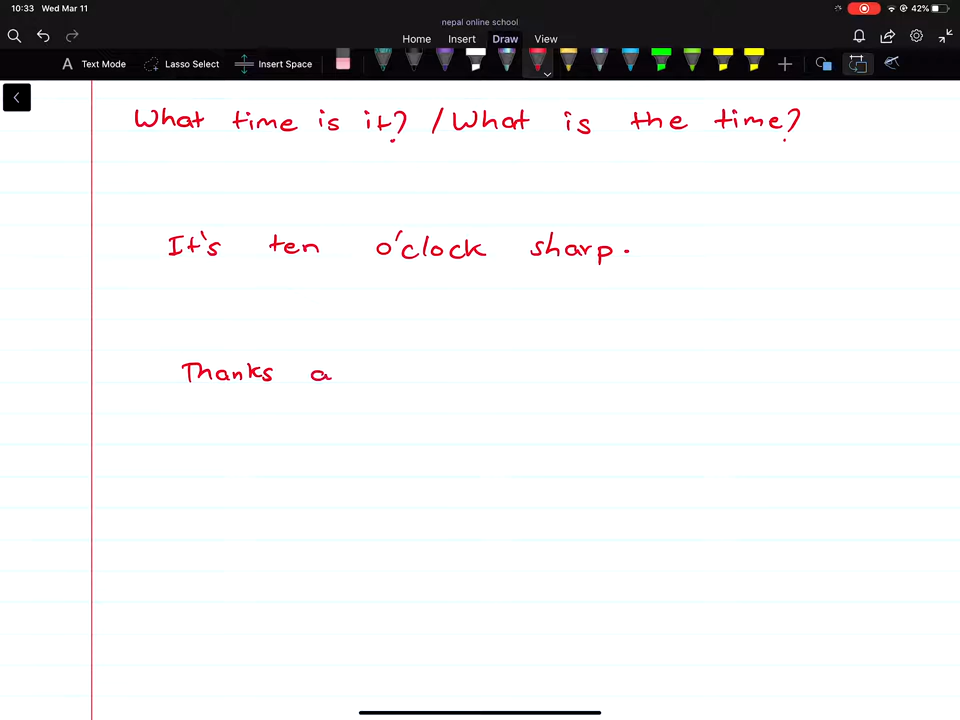 10:33 Wed Mar 11
42%
nepal online school
Home Insert Draw View
A Text Mode Lasso Select Insert Space
What time is it? / What is the time?
It's ten o'clock sharp.
Thanks a